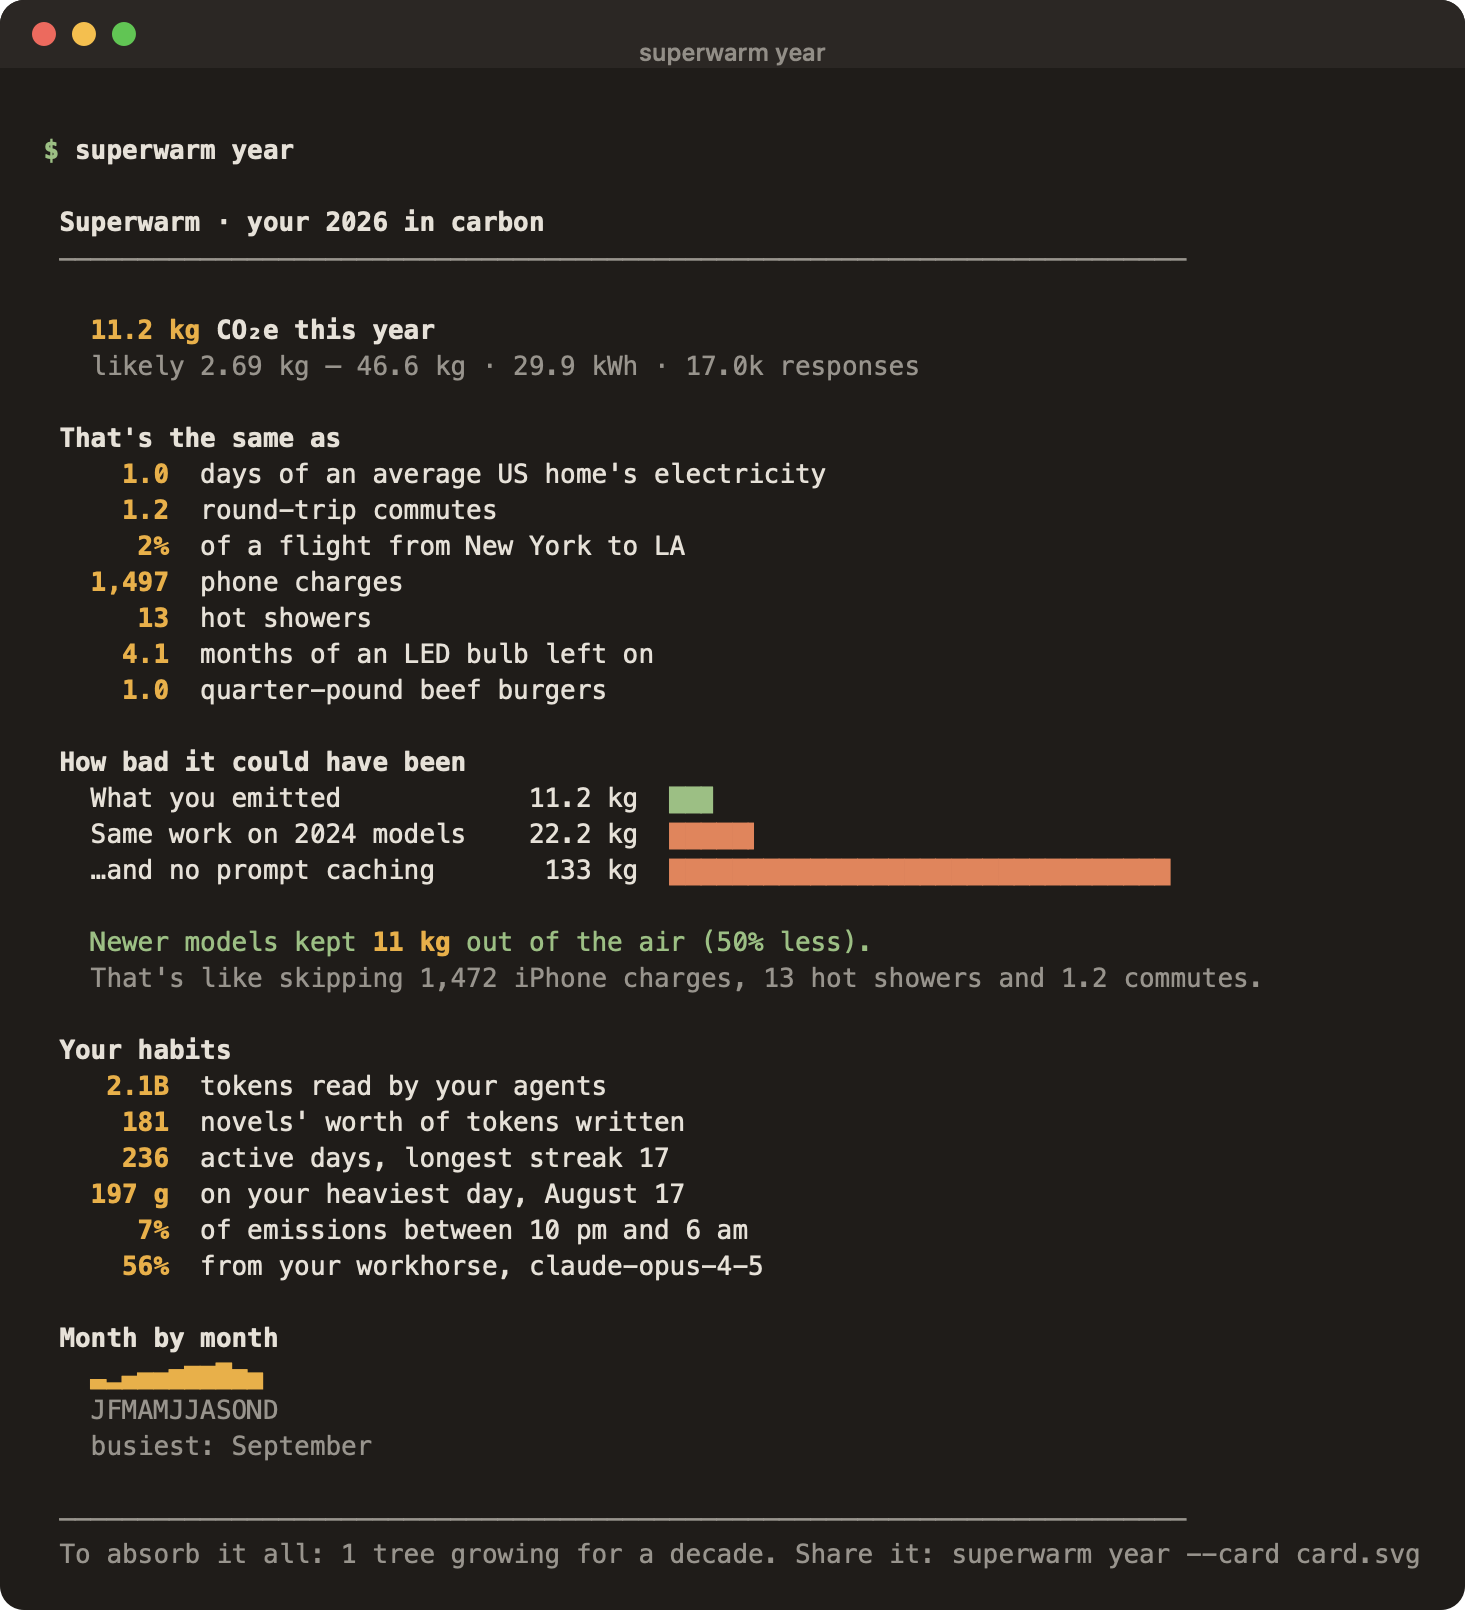 superwarm year
$ superwarm year
Superwarm · your 2026 in carbon
11.2 kg CO₂e this year
likely 2.69 kg – 46.6 kg · 29.9 kWh · 17.0k responses
That's the same as
1.0 days of an average US home's electricity
1.2 round-trip commutes
2% of a flight from New York to LA
1,497 phone charges
13 hot showers
4.1 months of an LED bulb left on
1.0 quarter-pound beef burgers
How bad it could have been
What you emitted 11.2 kg
Same work on 2024 models 22.2 kg
…and no prompt caching 133 kg
Newer models kept 11 kg out of the air (50% less).
That's like skipping 1,472 iPhone charges, 13 hot showers and 1.2 commutes.
Your habits
2.1B tokens read by your agents
181 novels' worth of tokens written
236 active days, longest streak 17
197 g on your heaviest day, August 17
7% of emissions between 10 pm and 6 am
56% from your workhorse, claude-opus-4-5
Month by month
JFMAMJJASOND
busiest: September
To absorb it all: 1 tree growing for a decade. Share it: superwarm year --card card.svg